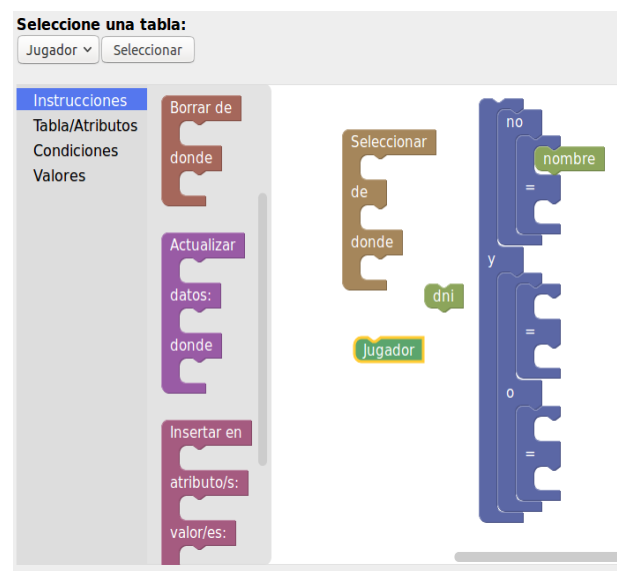 Seleccione una tabla:
Jugador Seleccionar
Instrucciones
Tabla/Atributos
Condiciones
Valores
Borrar de
donde
Actualizar
datos:
donde
Insertar en
atributo/s:
valor/es:
Seleccionar
de
donde
dni
Jugador
no
nombre
=
y
=
o
=